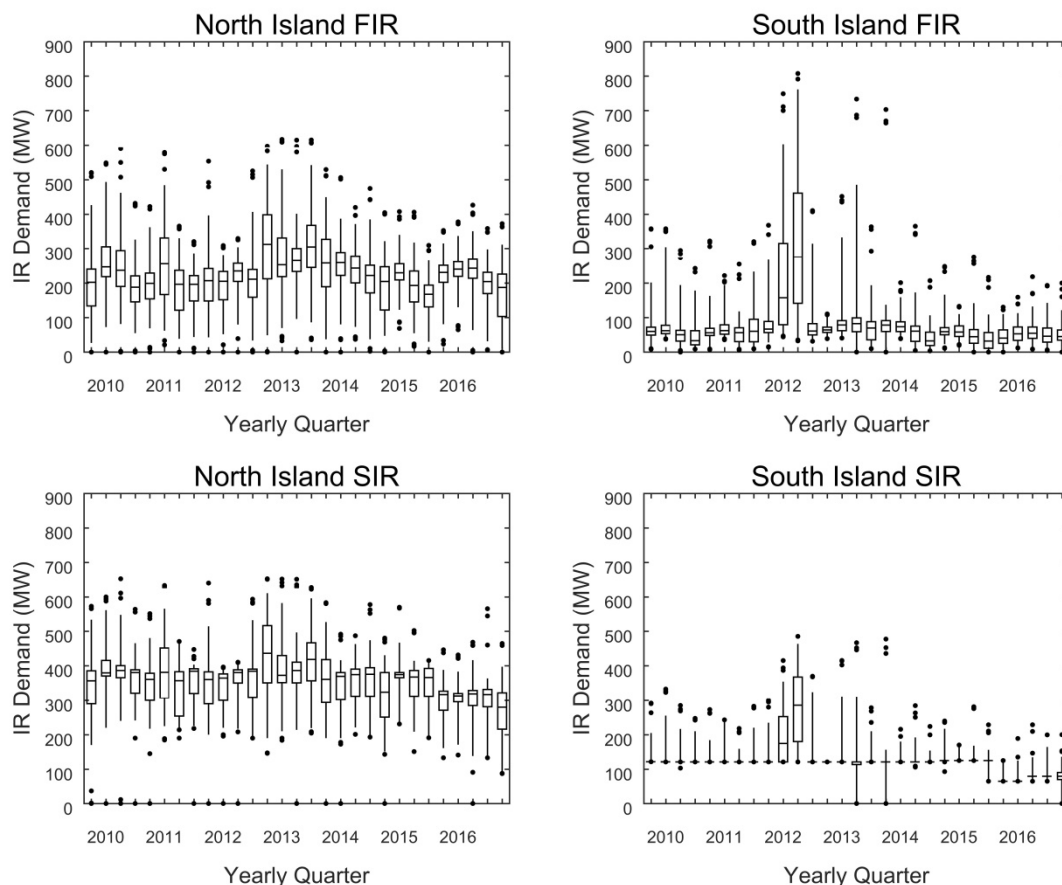 North Island FIR
900
800
700
600
500
400
300
200
100
0
IR Demand (MW)
2010 2011 2012 2013 2014 2015 2016
Yearly Quarter
South Island FIR
900
800
700
600
500
400
300
200
100
0
IR Demand (MW)
2010 2011 2012 2013 2014 2015 2016
Yearly Quarter
North Island SIR
900
800
700
600
500
400
300
200
100
0
IR Demand (MW)
2010 2011 2012 2013 2014 2015 2016
Yearly Quarter
South Island SIR
900
800
700
600
500
400
300
200
100
0
IR Demand (MW)
2010 2011 2012 2013 2014 2015 2016
Yearly Quarter